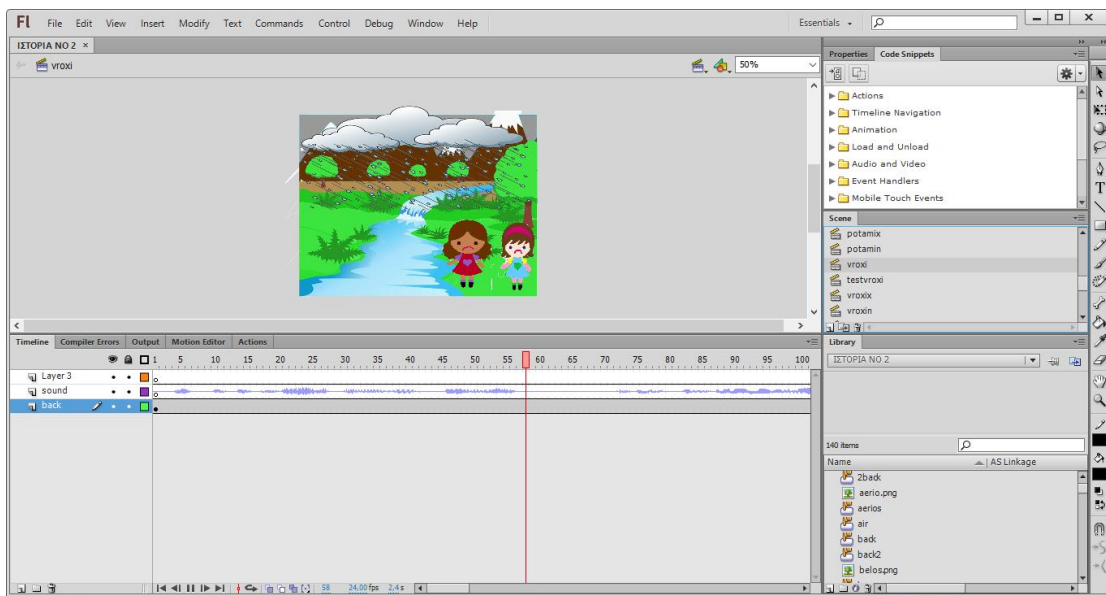 Fl File Edit View Insert Modify Text Commands Control Debug Window Help Essentials
ΙΣΤΟΡΙΑ NO 2 ×
vroxi 50%
Properties Code Snippets
Actions
Timeline Navigation
Animation
Load and Unload
Audio and Video
Event Handlers
Mobile Touch Events
Scene
potamix
potamin
vroxi
testvroxi
vroxix
vroxin
Timeline Compiler Errors Output Motion Editor Actions
1 5 10 15 20 25 30 35 40 45 50 55 60 65 70 75 80 85 90 95 100
Layer 3
sound
back
58 24.00 fps 2.4 s
Library
ΙΣΤΟΡΙΑ NO 2
140 items
Name AS Linkage
2back
aerio.png
aerios
air
back
back2
belos.png